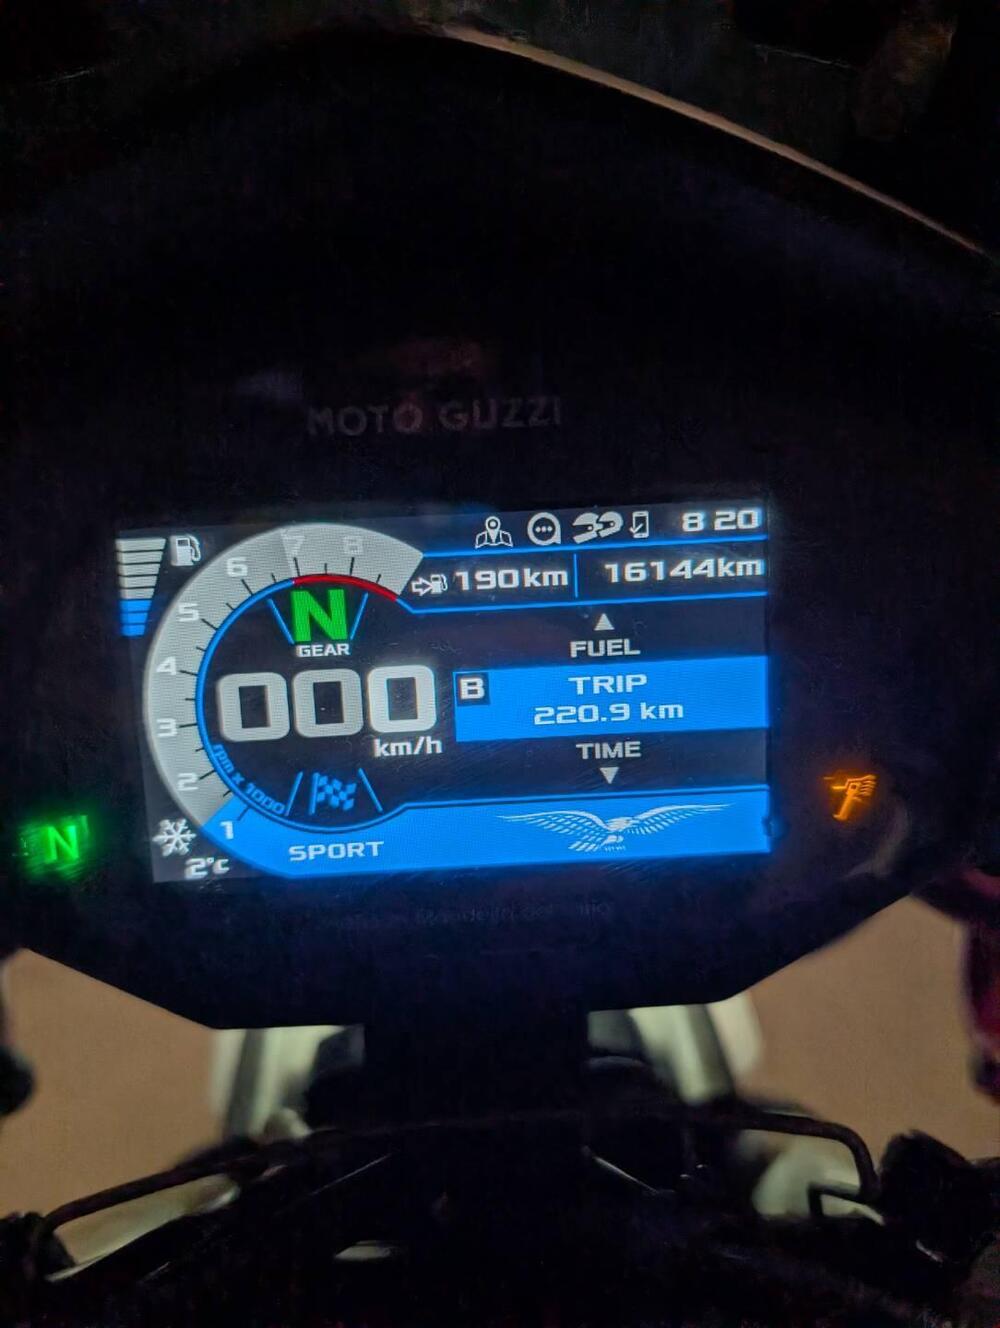 MOTO GUZZI
8 20
190km 16144km
1 2 3 4 5 6 7 8
rpm x 1000
N
GEAR
FUEL
000
km/h
B TRIP
220.9 km
TIME
N
SPORT
2°c